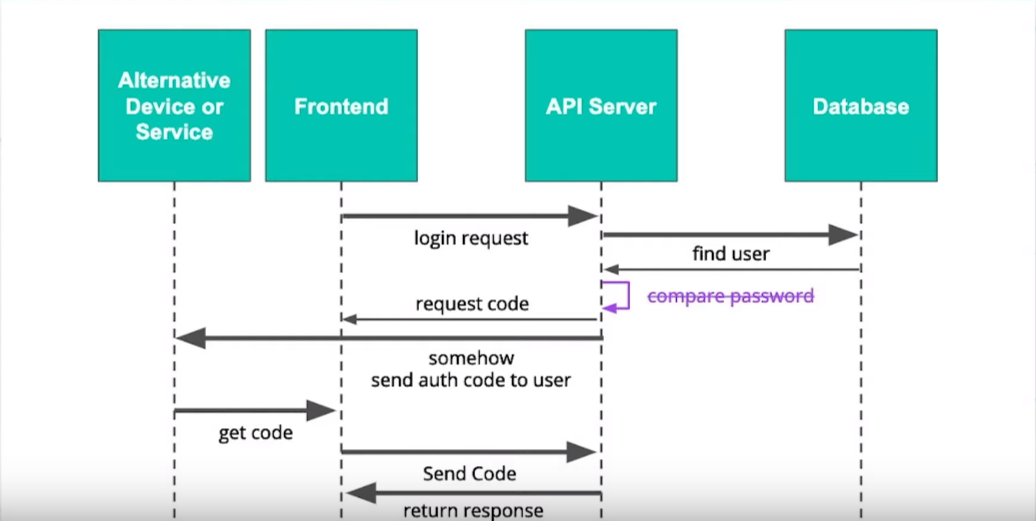 Alternative
Device or
Service
Frontend
API Server
Database
login request
find user
compare password
request code
somehow
send auth code to user
get code
Send Code
return response